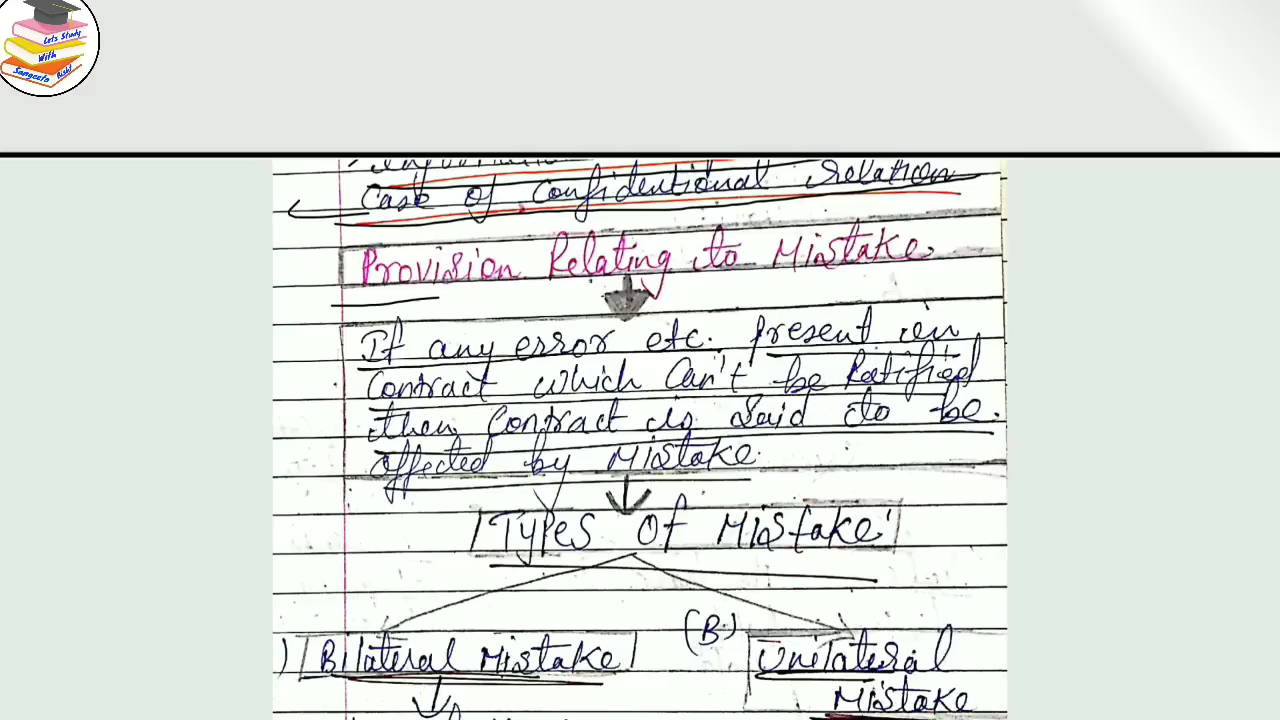 Lets Study
With
Sangeeta Bisht
Case of Confidentional relation
Provision Relating to Mistake.
If any error etc. present in
Contract which Can't be Ratified
then Contract is Said to be.
affected by Mistake.
Types Of Mistake:
) Bilateral Mistake
(B.) Unilateral
Mistake